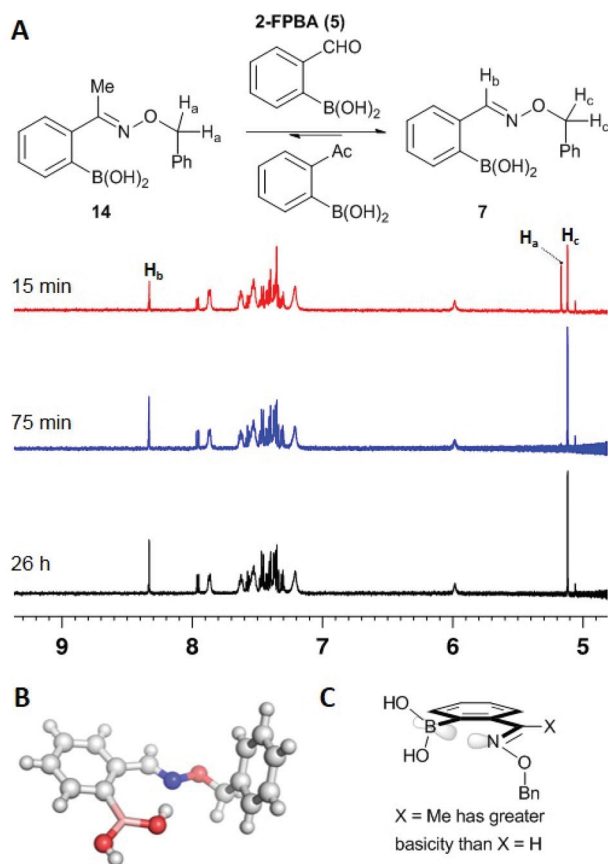 A
2-FPBA (5)
CHO
B(OH)2
Me
N
O
Ha
Ha
Ph
B(OH)2
14
Ac
B(OH)2
Hb
N
O
Hc
Hc
Ph
B(OH)2
7
Hb
Ha
Hc
15 min
75 min
26 h
9 8 7 6 5
B
C
HO
B
HO
N
X
O
Bn
X = Me has greater
basicity than X = H